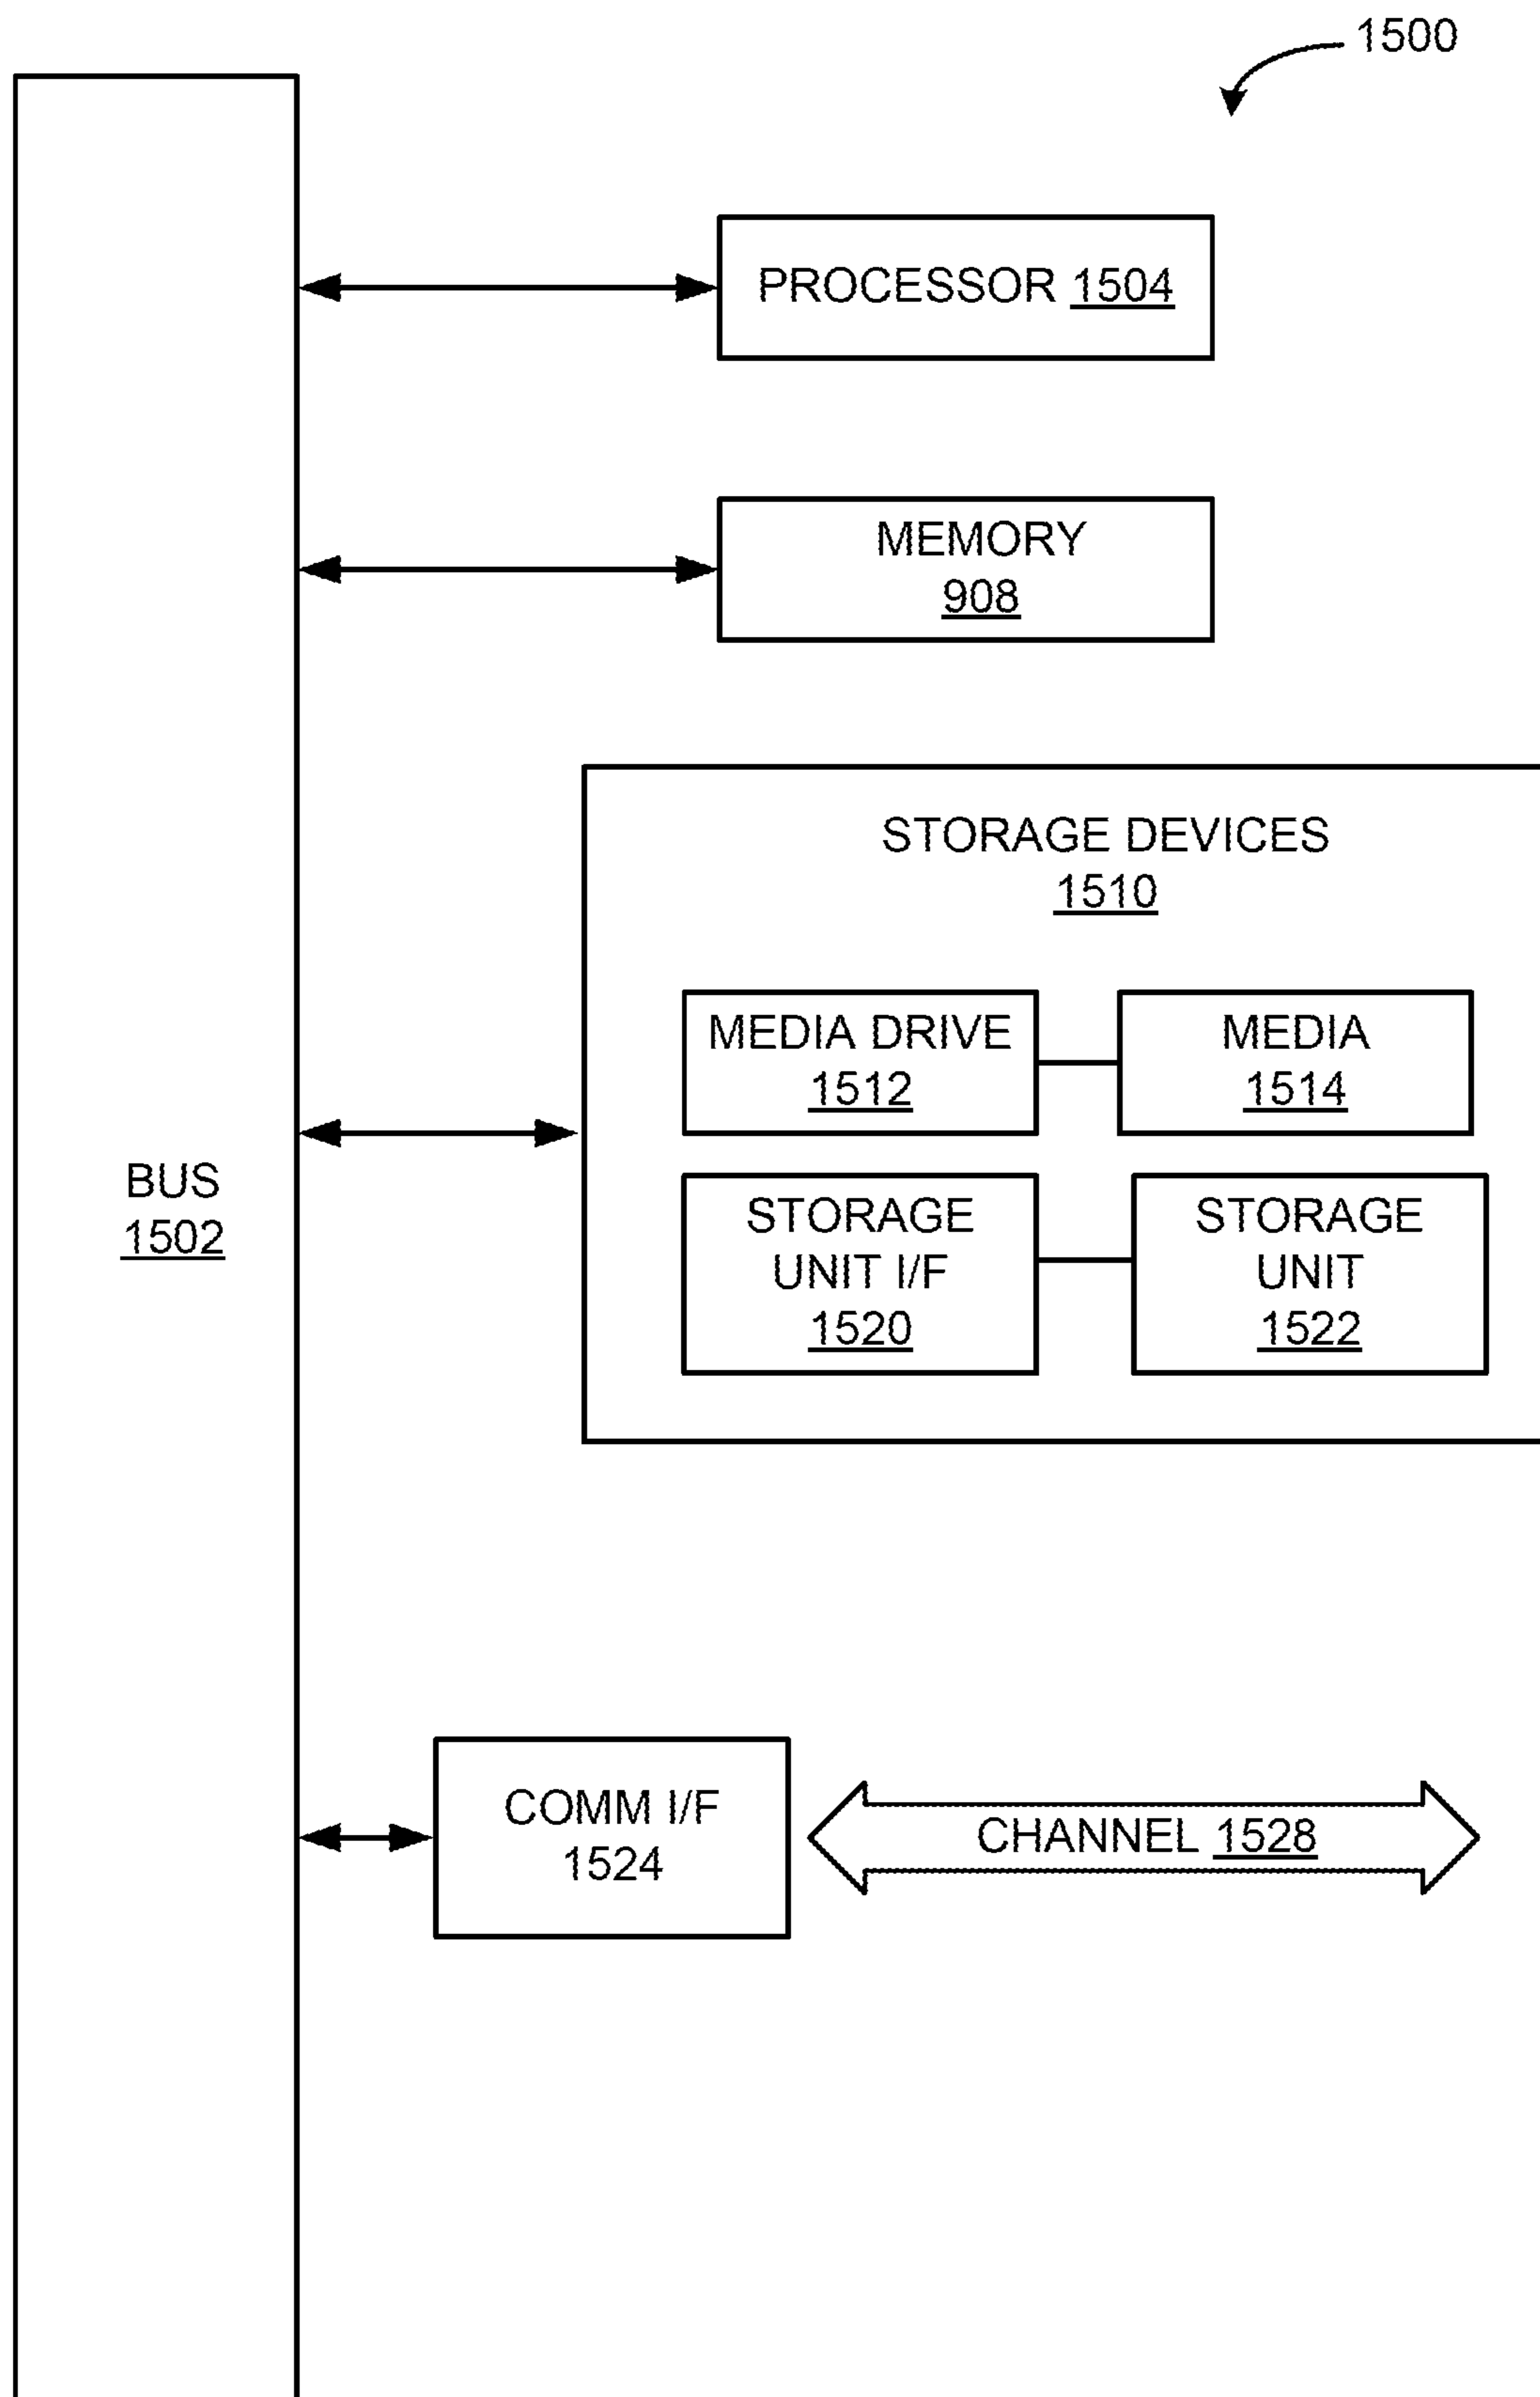 1500
PROCESSOR 1504
MEMORY
908
STORAGE DEVICES
1510
MEDIA DRIVE
1512
MEDIA
1514
BUS
1502
STORAGE
UNIT I/F
1520
STORAGE
UNIT
1522
COMM I/F
1524
CHANNEL 1528